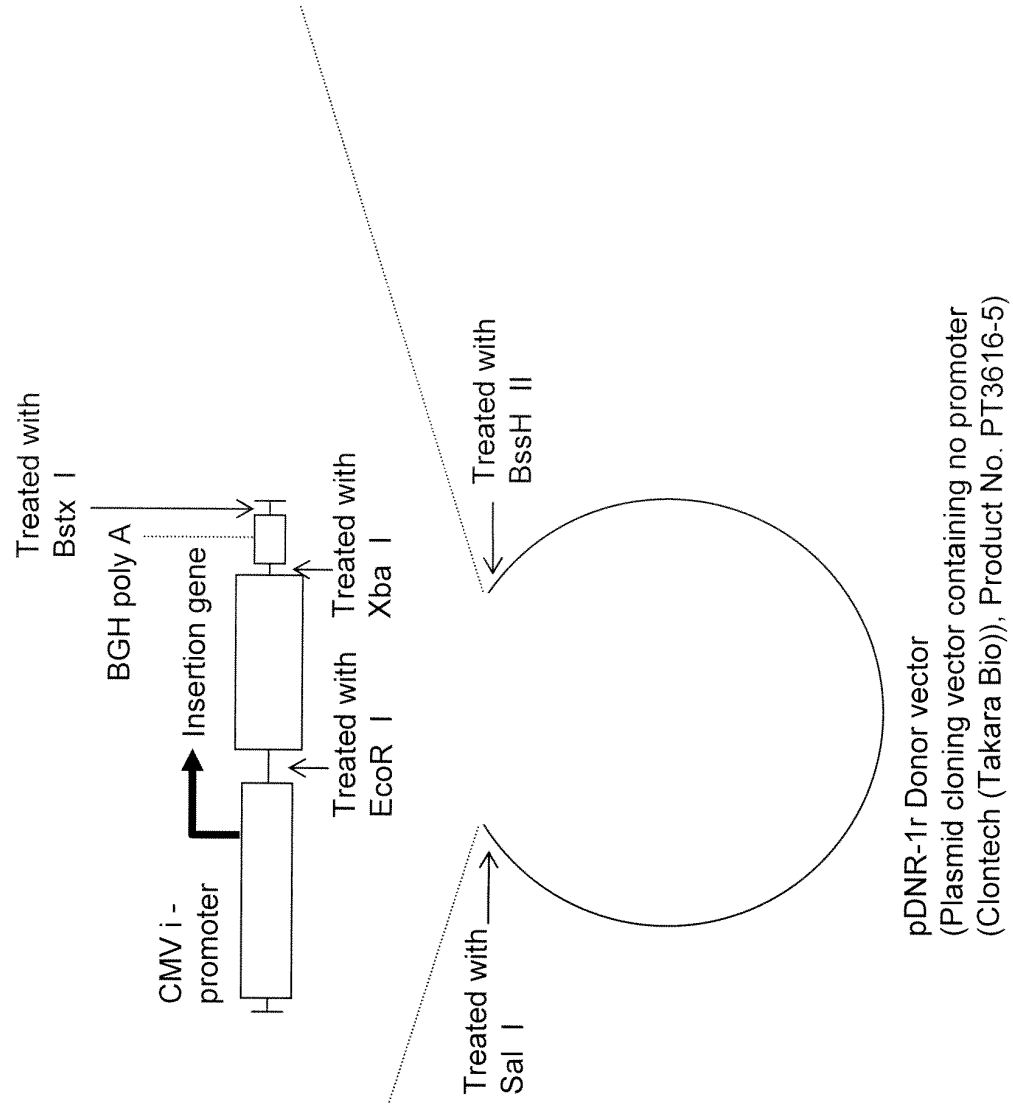 Treated with
Bstx I
BGH poly A
Insertion gene
CMV i -
promoter
Treated with
EcoR I
Treated with
Xba I
Treated with
Sal I
Treated with
BssH II
pDNR-1r Donor vector
(Plasmid cloning vector containing no promoter
(Clontech (Takara Bio)), Product No. PT3616-5)